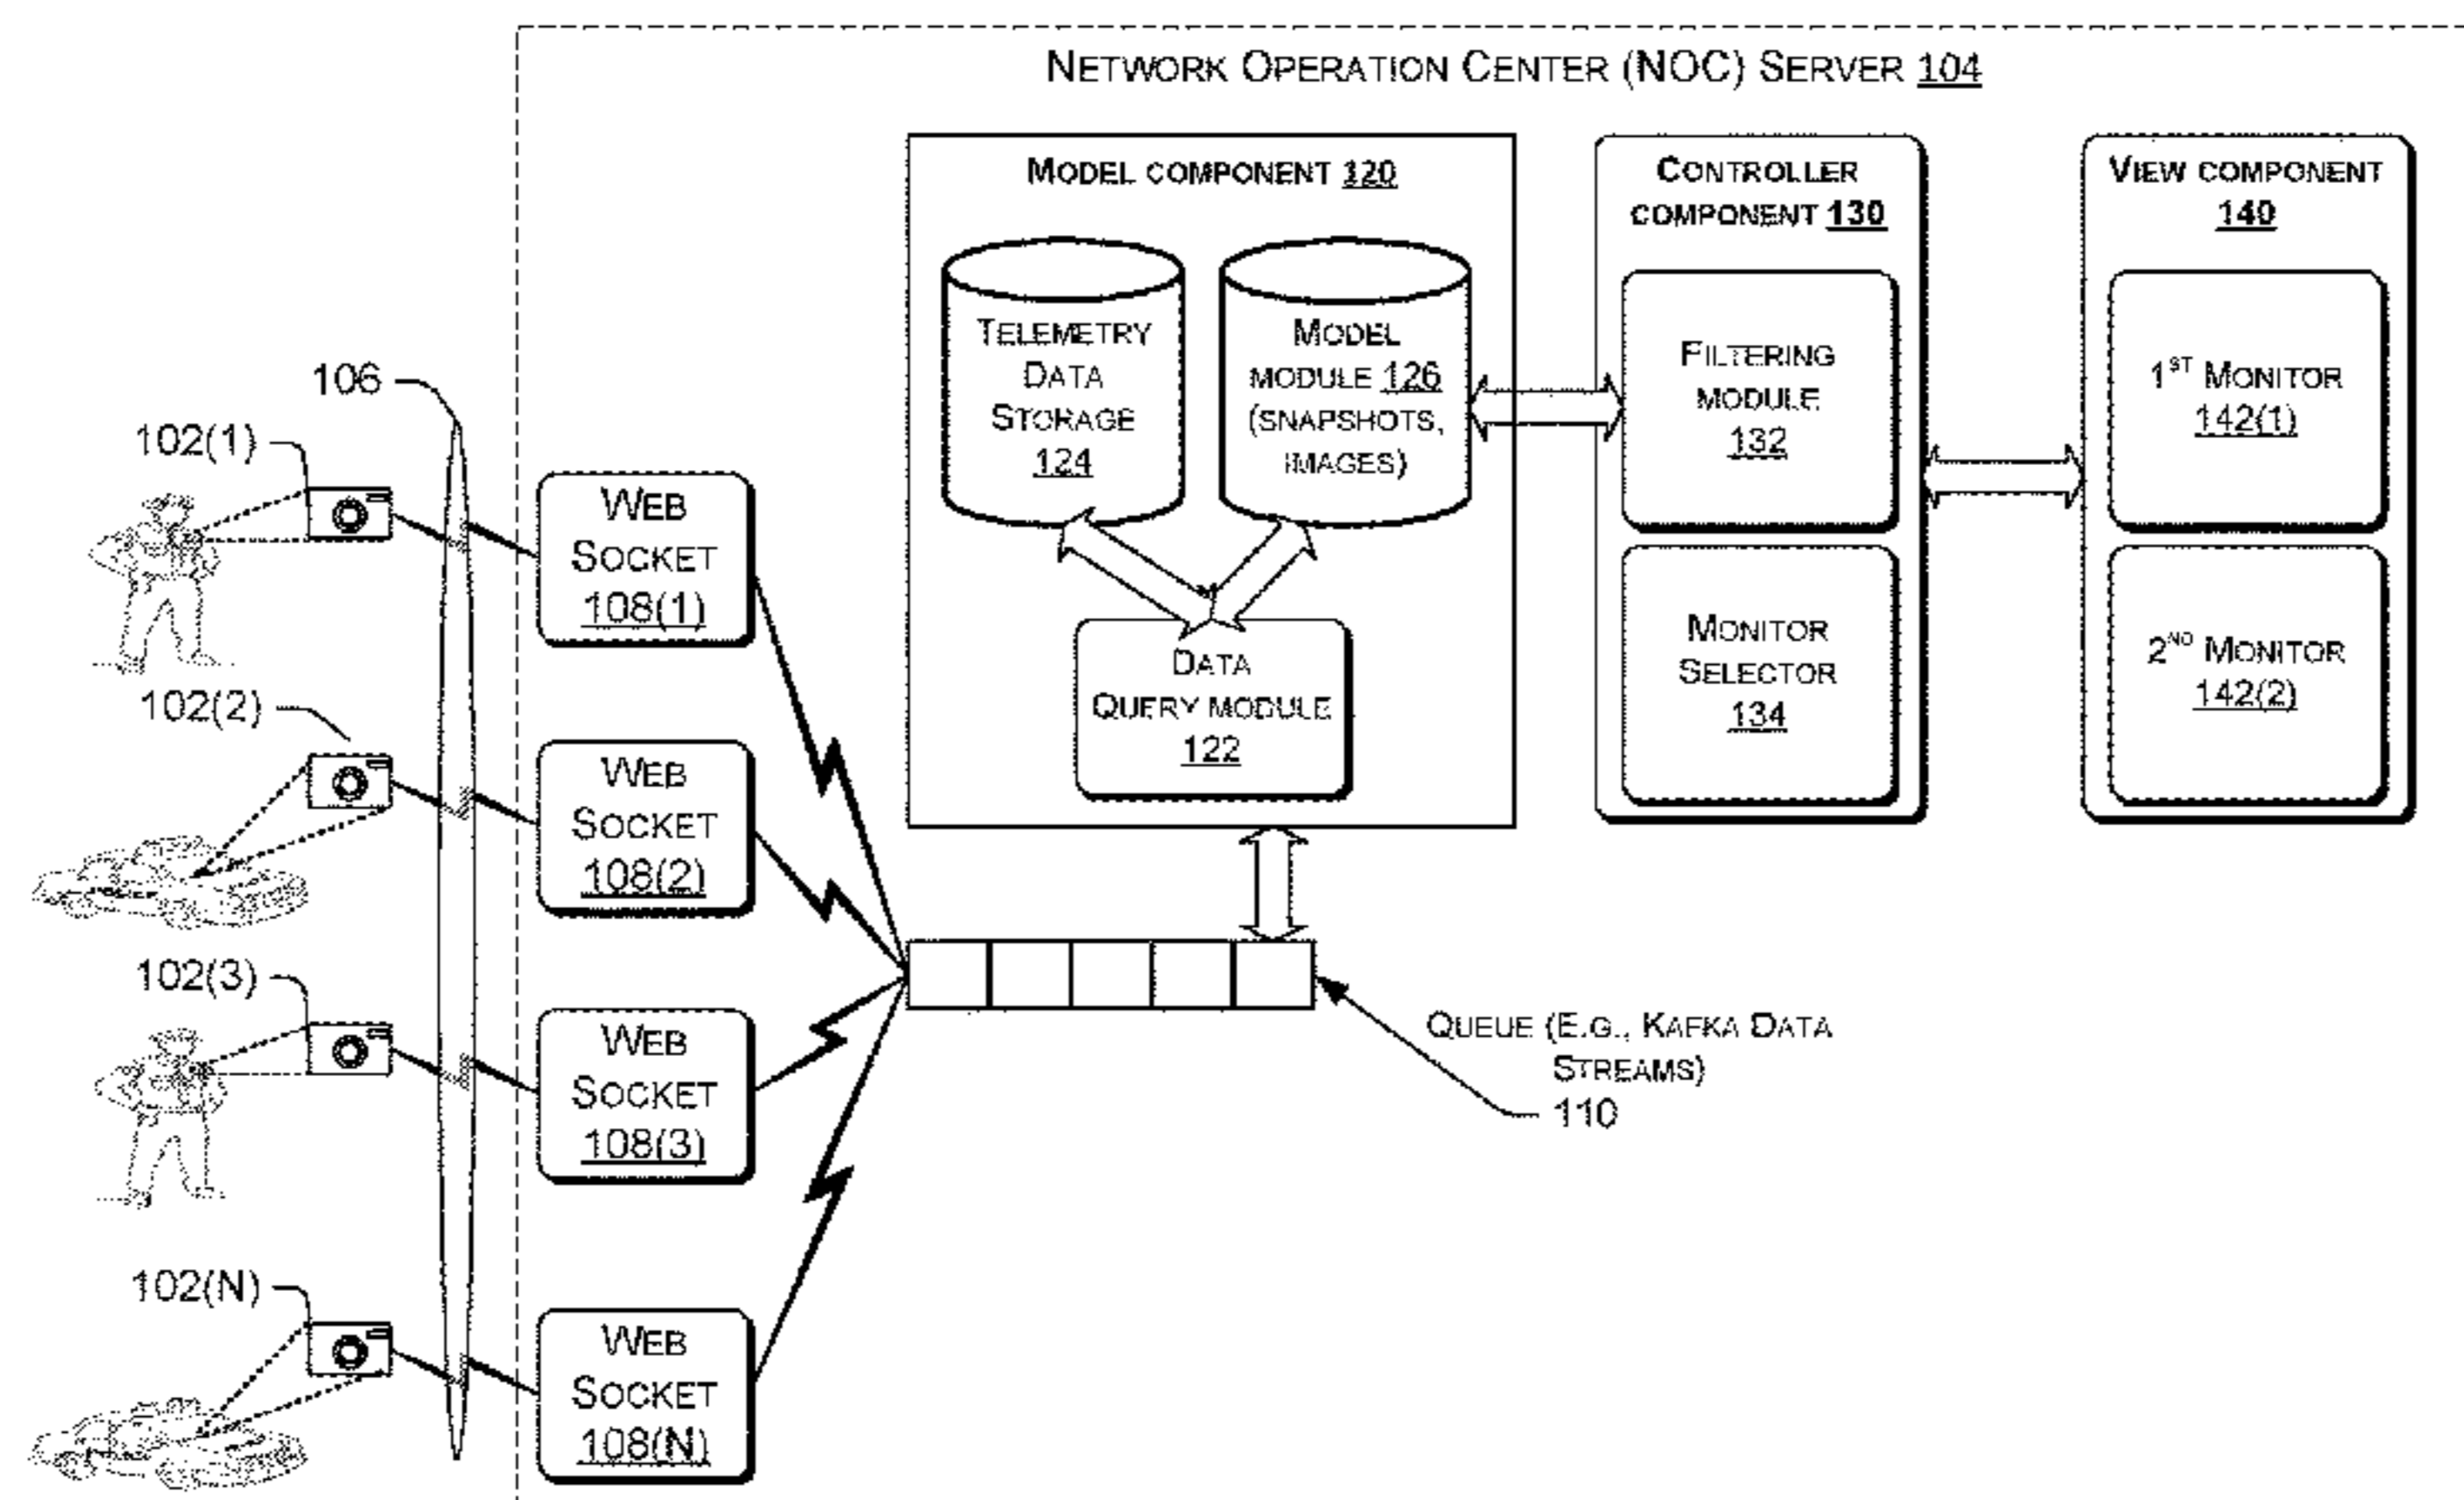 NETWORK OPERATION CENTER (NOC) SERVER 104
MODEL COMPONENT 120
TELEMETRY
DATA
STORAGE
124
MODEL
MODULE 126
(SNAPSHOTS,
IMAGES)
DATA
QUERY MODULE
122
CONTROLLER
COMPONENT 130
FILTERING
MODULE
132
MONITOR
SELECTOR
134
VIEW COMPONENT
140
1ST MONITOR
142(1)
2ND MONITOR
142(2)
106
102(1)
WEB
SOCKET
108(1)
102(2)
WEB
SOCKET
108(2)
102(3)
WEB
SOCKET
108(3)
102(N)
WEB
SOCKET
108(N)
QUEUE (E.G., KAFKA DATA
STREAMS)
110